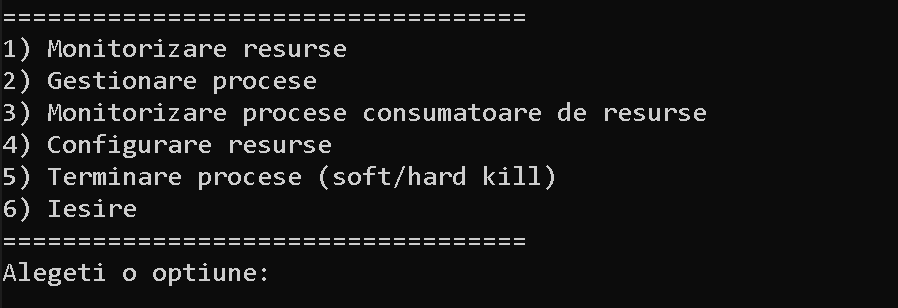 ===================================
1) Monitorizare resurse
2) Gestionare procese
3) Monitorizare procese consumatoare de resurse
4) Configurare resurse
5) Terminare procese (soft/hard kill)
6) Iesire
===================================
Alegeti o optiune: